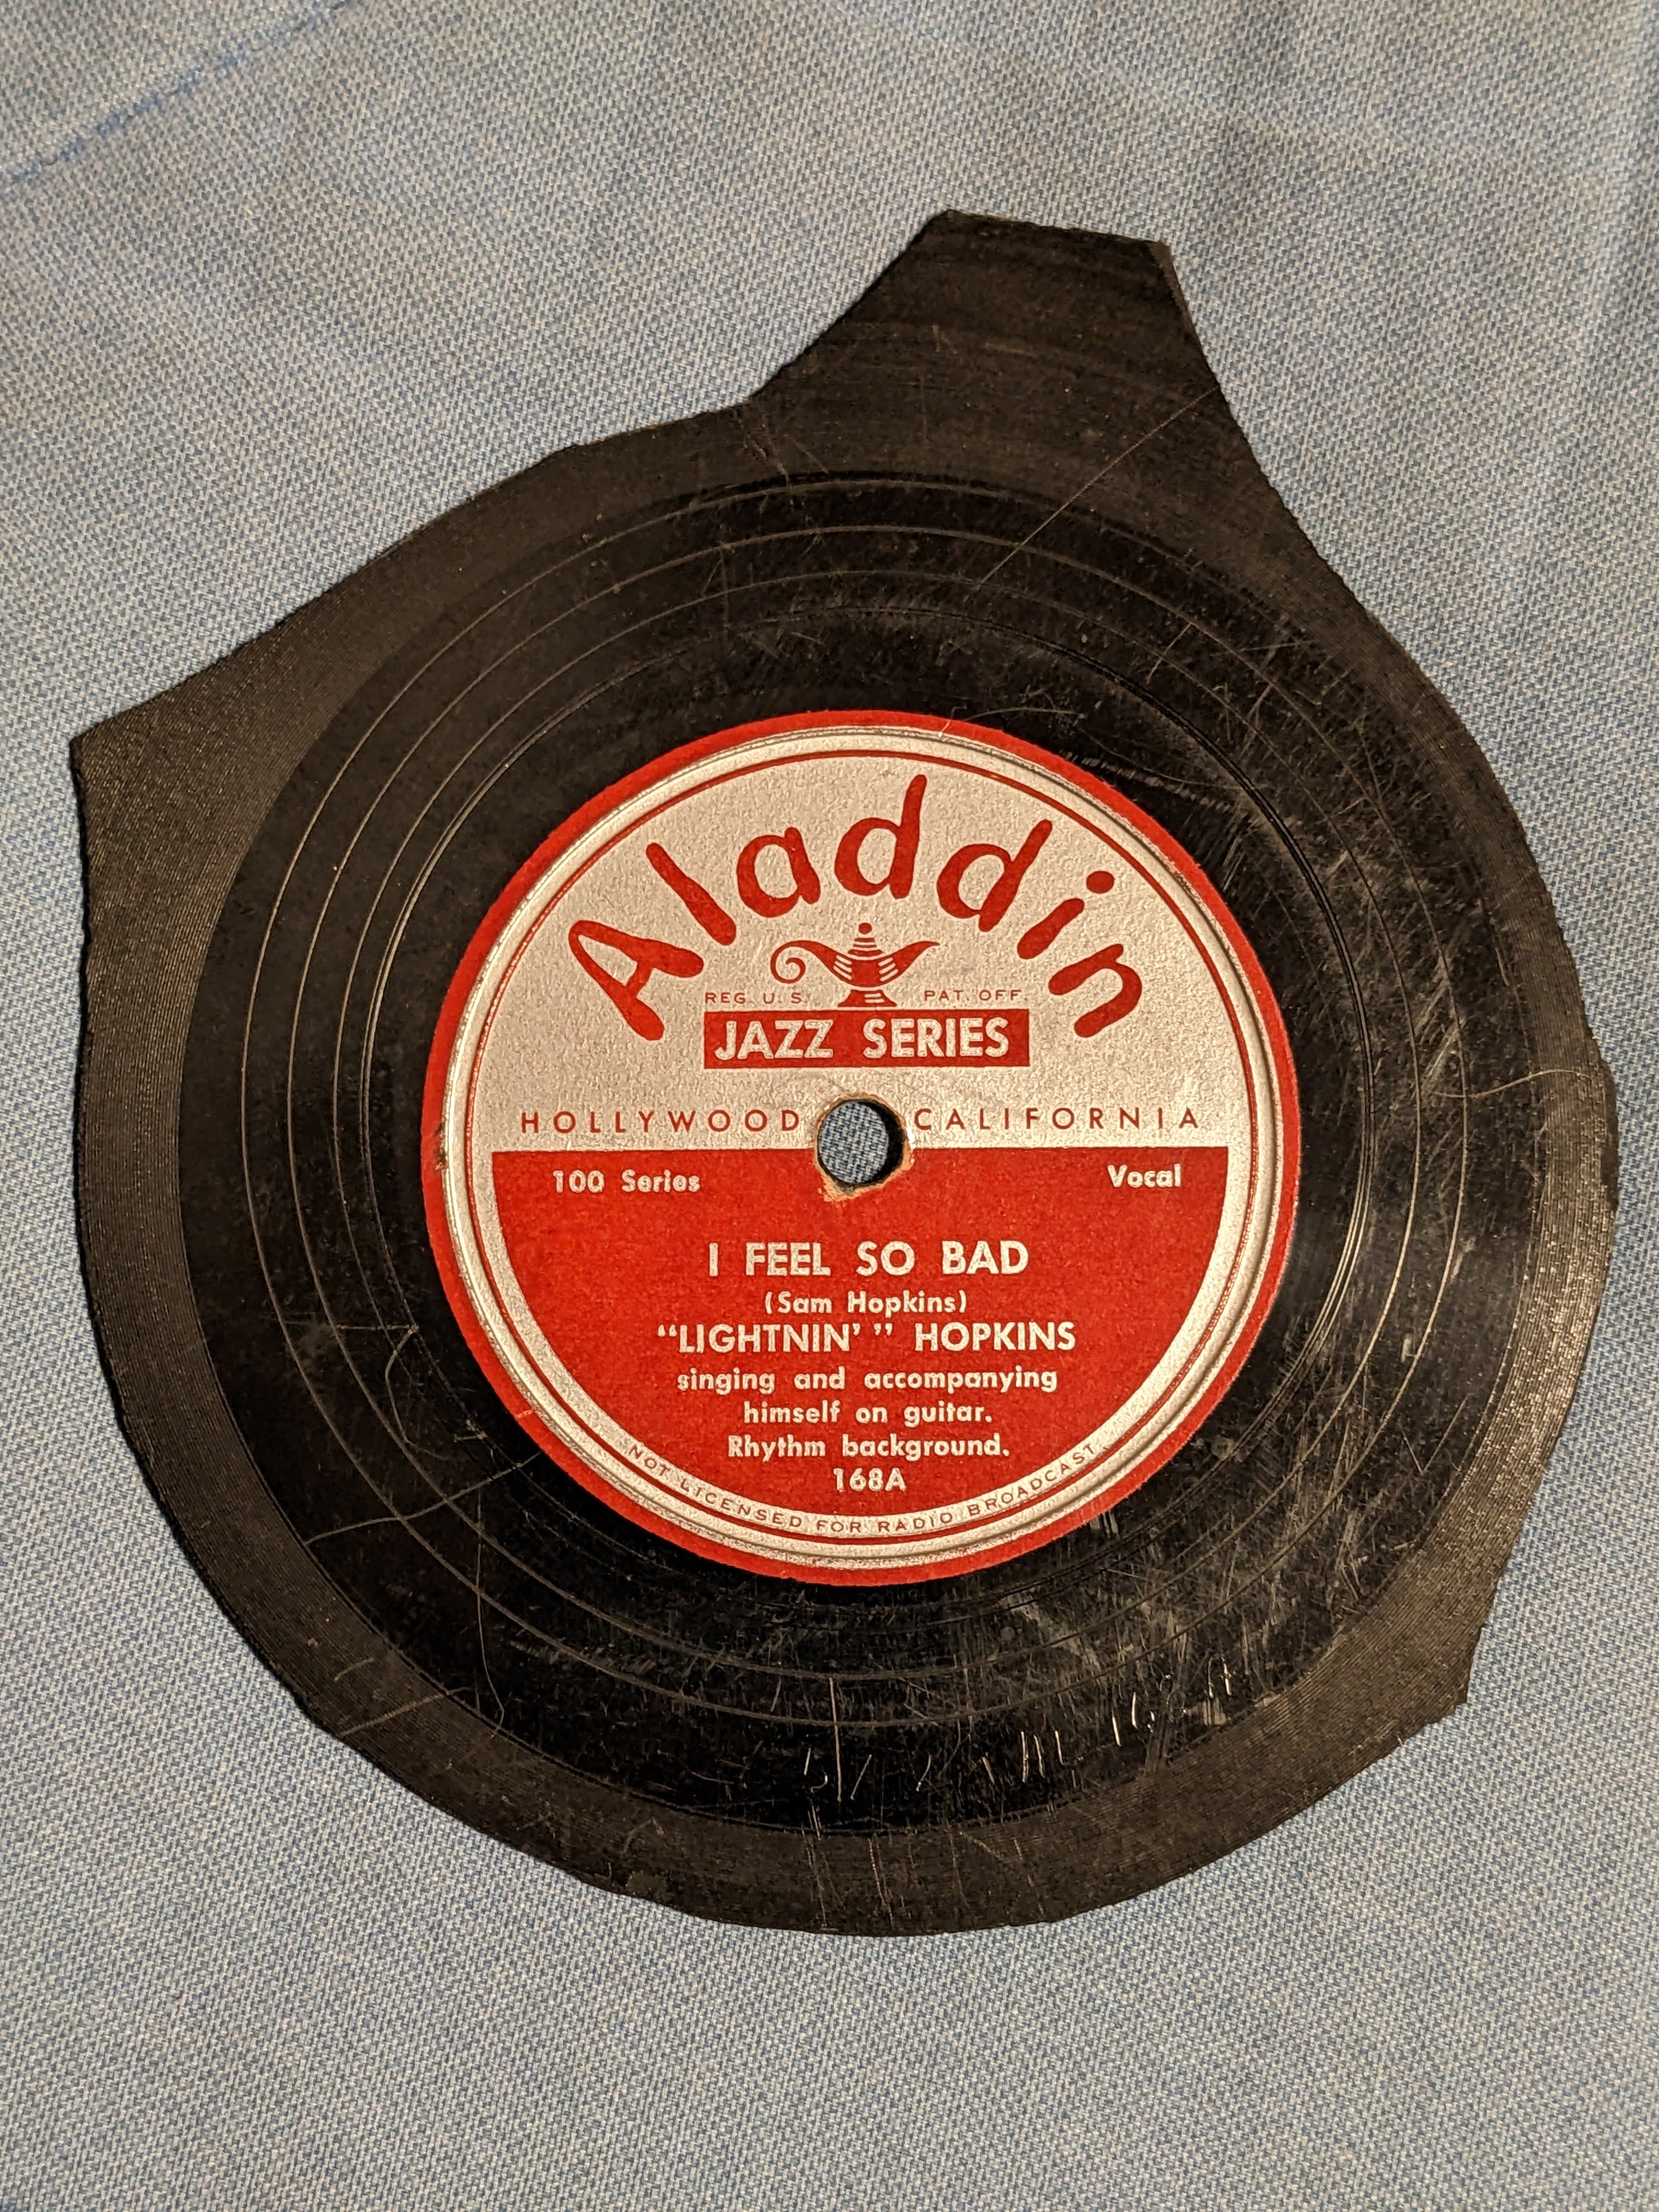 Aladdin
REG. U. S. PAT. OFF.
JAZZ SERIES
HOLLYWOOD CALIFORNIA
100 Series Vocal
I FEEL SO BAD
(Sam Hopkins)
“LIGHTNIN’ ” HOPKINS
singing and accompanying
himself on guitar.
Rhythm background.
168A
NOT LICENSED FOR RADIO BROADCAST